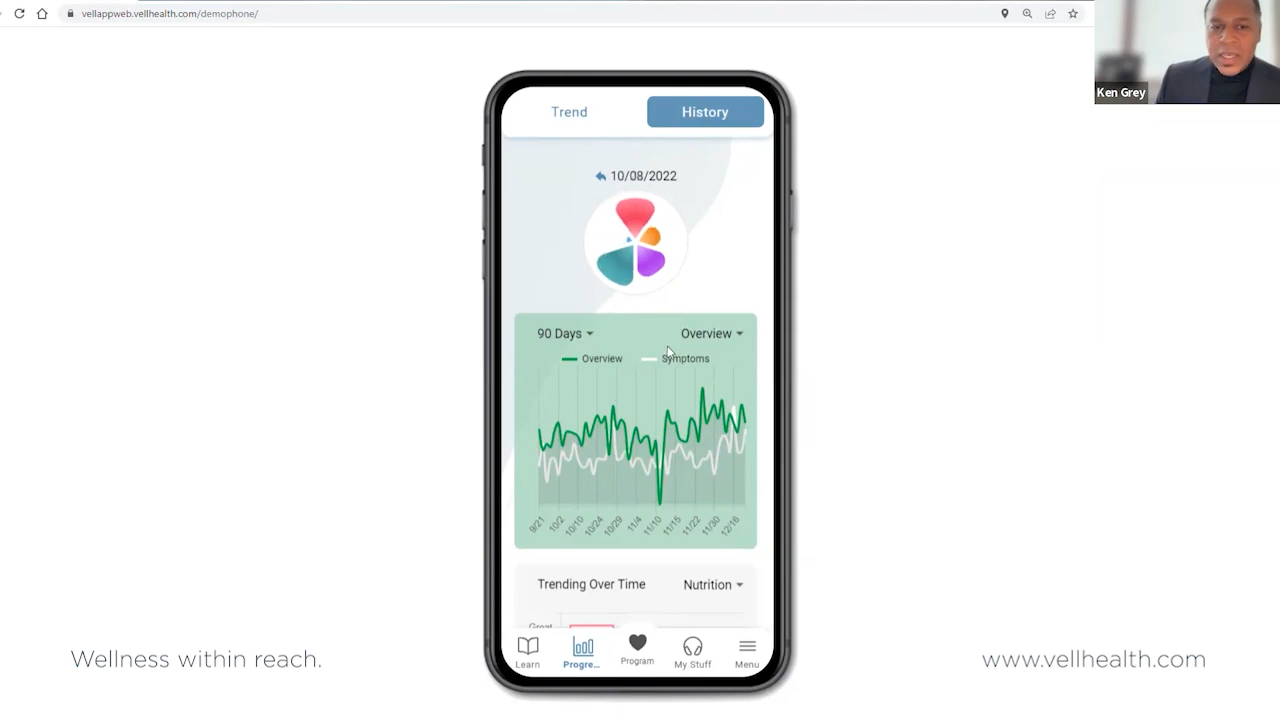 vellappweb.vellhealth.com/demophone/
Ken Grey
Trend
History
10/08/2022
90 Days
Overview
Overview
Symptoms
9/21
10/2
10/10
10/24
10/29
11/4
11/10
11/15
11/22
11/30
12/16
Trending Over Time
Nutrition
Great
Learn
Progre...
Program
My Stuff
Menu
Wellness within reach.
www.vellhealth.com